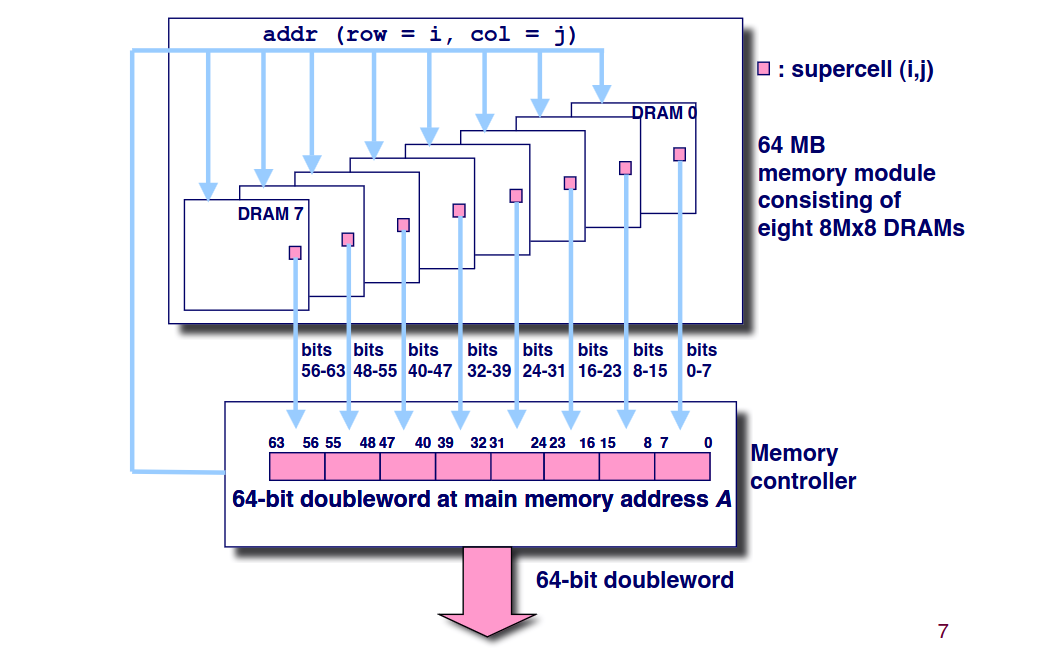 addr (row = i, col = j)
: supercell (i,j)
DRAM 0
64 MB
memory module
consisting of
eight 8Mx8 DRAMs
DRAM 7
bits
56-63
bits
48-55
bits
40-47
bits
32-39
bits
24-31
bits
16-23
bits
8-15
bits
0-7
63 56 55 48 47 40 39 32 31 24 23 16 15 8 7 0
64-bit doubleword at main memory address A
Memory
controller
64-bit doubleword
7